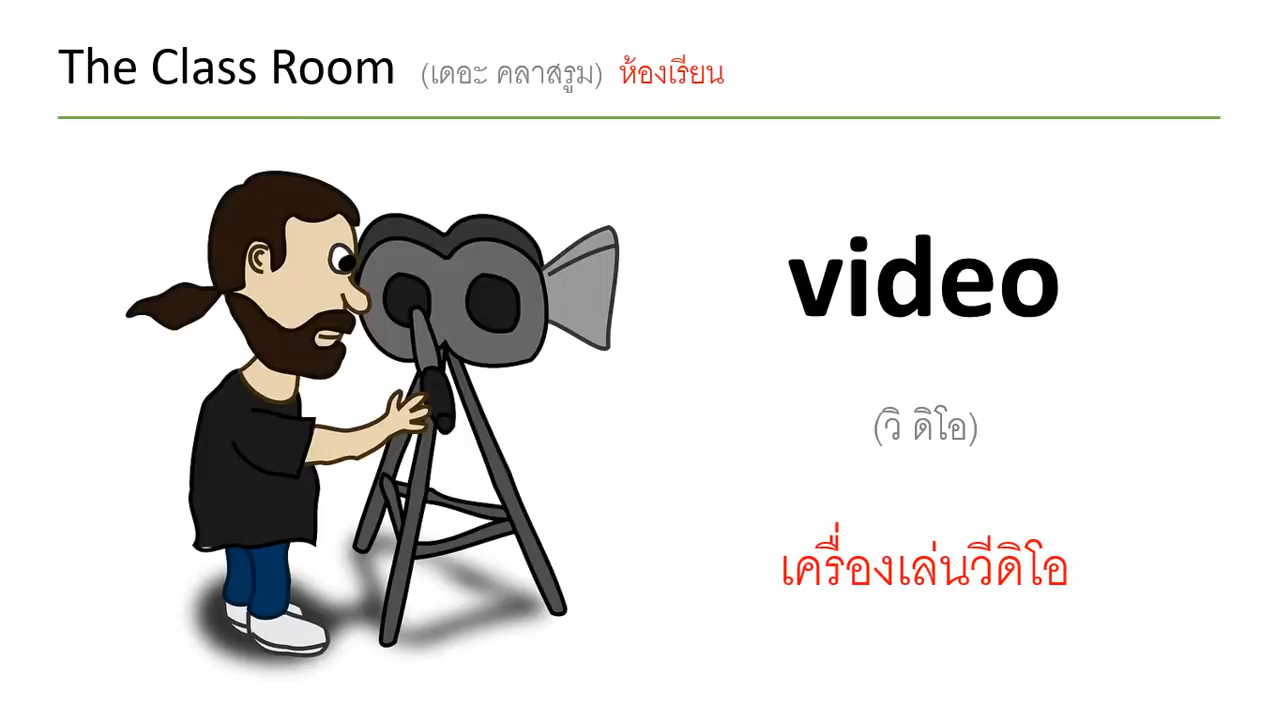 The Class Room (เดอะ คลาสรูม) ห้องเรียน
video
(วิ ดิโอ)
เครื่องเล่นวีดิโอ